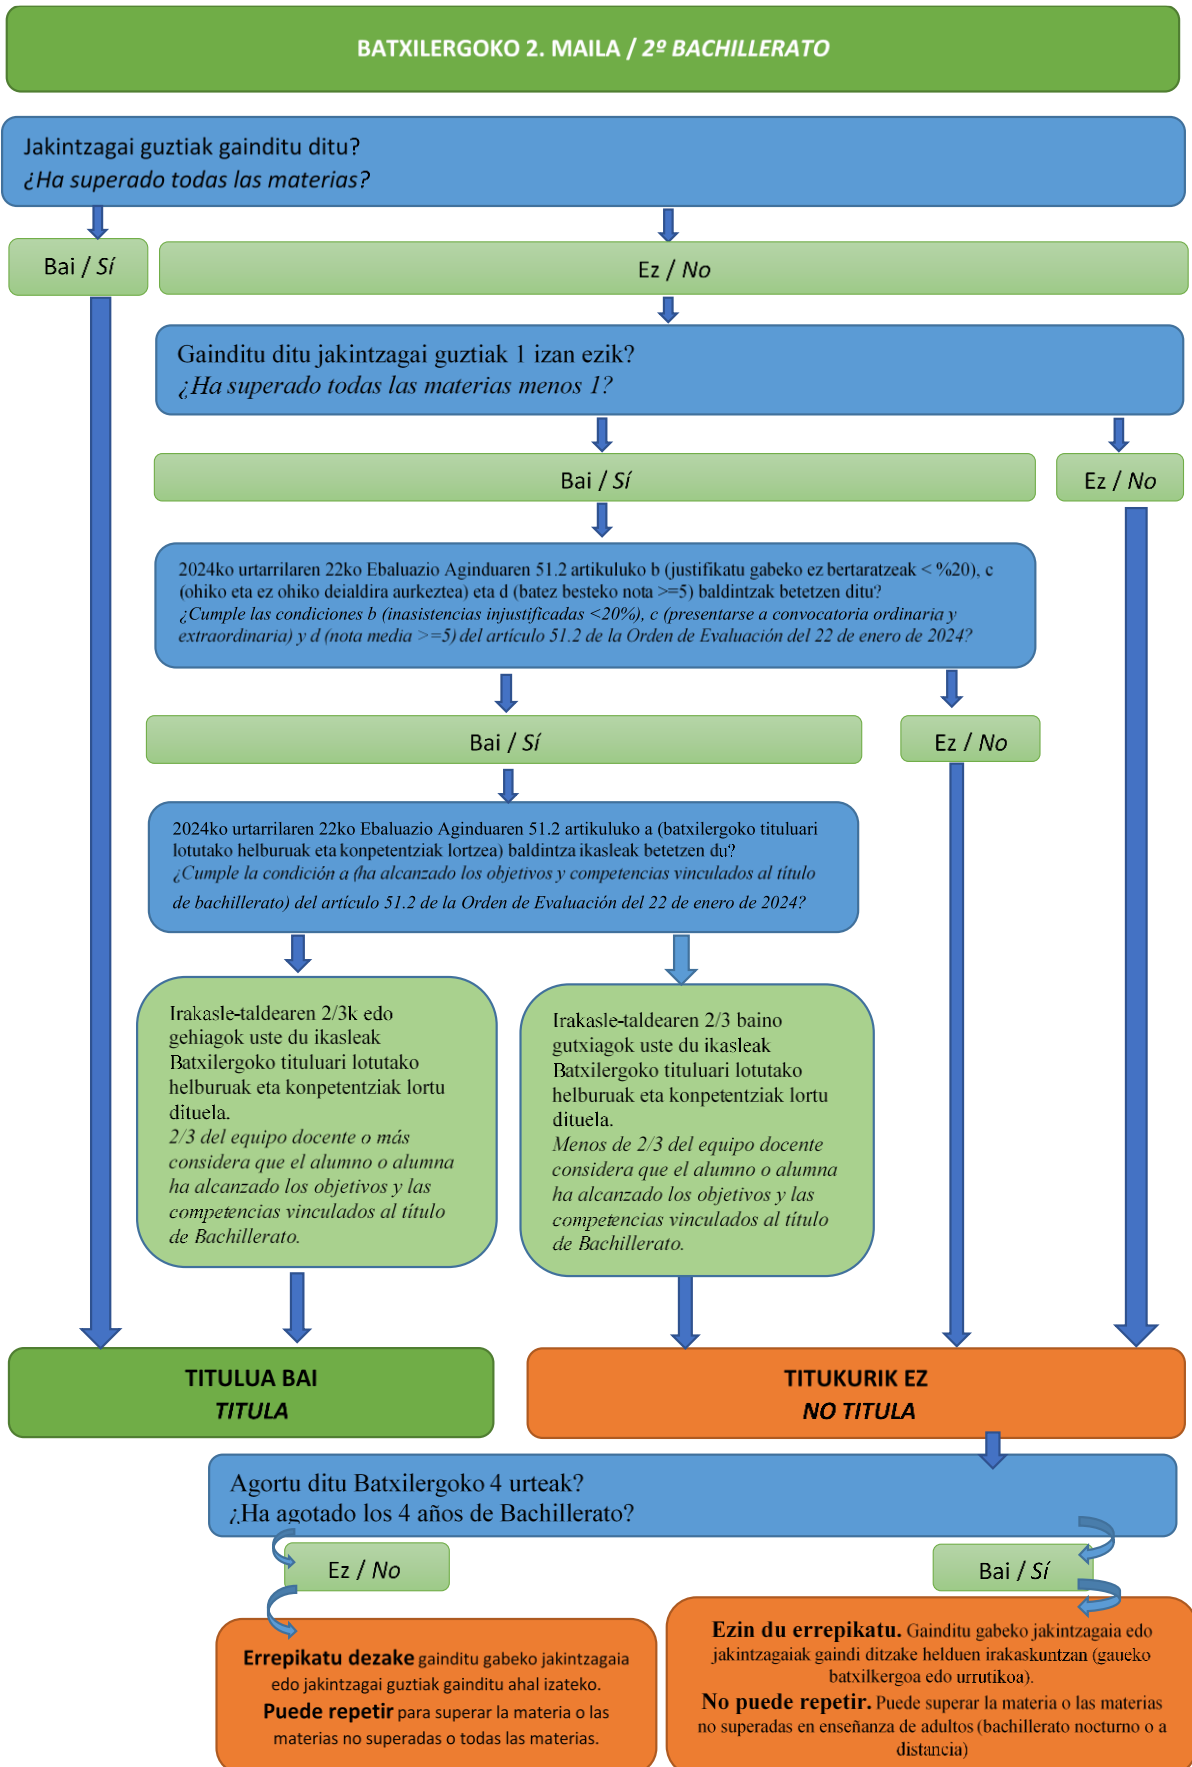 BATXILERGOKO 2. MAILA / 2º BACHILLERATO
Jakintzagai guztiak gainditu ditu?
¿Ha superado todas las materias?
Bai / Sí
Ez / No
Gainditu ditu jakintzagai guztiak 1 izan ezik?
¿Ha superado todas las materias menos 1?
Bai / Sí
Ez / No
2024ko urtarrilaren 22ko Ebaluazio Aginduaren 51.2 artikuluko b (justifikatu gabeko ez bertaratzeak < %20), c
(ohiko eta ez ohiko deialdira aurkeztea) eta d (batez besteko nota >=5) baldintzak betetzen ditu?
¿Cumple las condiciones b (inasistencias injustificadas <20%), c (presentarse a convocatoria ordinaria y
extraordinaria) y d (nota media >=5) del artículo 51.2 de la Orden de Evaluación del 22 de enero de 2024?
Bai / Sí
Ez / No
2024ko urtarrilaren 22ko Ebaluazio Aginduaren 51.2 artikuluko a (batxilergoko tituluari
lotutako helburuak eta konpetentziak lortzea) baldintza ikasleak betetzen du?
¿Cumple la condición a (ha alcanzado los objetivos y competencias vinculados al título
de bachillerato) del artículo 51.2 de la Orden de Evaluación del 22 de enero de 2024?
Irakasle-taldearen 2/3k edo
gehiagok uste du ikasleak
Batxilergoko tituluari lotutako
helburuak eta konpetentziak lortu
dituela.
2/3 del equipo docente o más
considera que el alumno o alumna
ha alcanzado los objetivos y las
competencias vinculados al título
de Bachillerato.
Irakasle-taldearen 2/3 baino
gutxiagok uste du ikasleak
Batxilergoko tituluari lotutako
helburuak eta konpetentziak lortu
dituela.
Menos de 2/3 del equipo docente
considera que el alumno o alumna
ha alcanzado los objetivos y las
competencias vinculados al título
de Bachillerato.
TITULUA BAI
TITULA
TITUKURIK EZ
NO TITULA
Agortu ditu Batxilergoko 4 urteak?
¿Ha agotado los 4 años de Bachillerato?
Ez / No
Bai / Sí
Errepikatu dezake gainditu gabeko jakintzagaia
edo jakintzagai guztiak gainditu ahal izateko.
Puede repetir para superar la materia o las
materias no superadas o todas las materias.
Ezin du errepikatu. Gainditu gabeko jakintzagaia edo
jakintzagaiak gaindi ditzake helduen irakaskuntzan (gaueko
batxilkergoa edo urrutikoa).
No puede repetir. Puede superar la materia o las materias
no superadas en enseñanza de adultos (bachillerato nocturno o a
distancia)